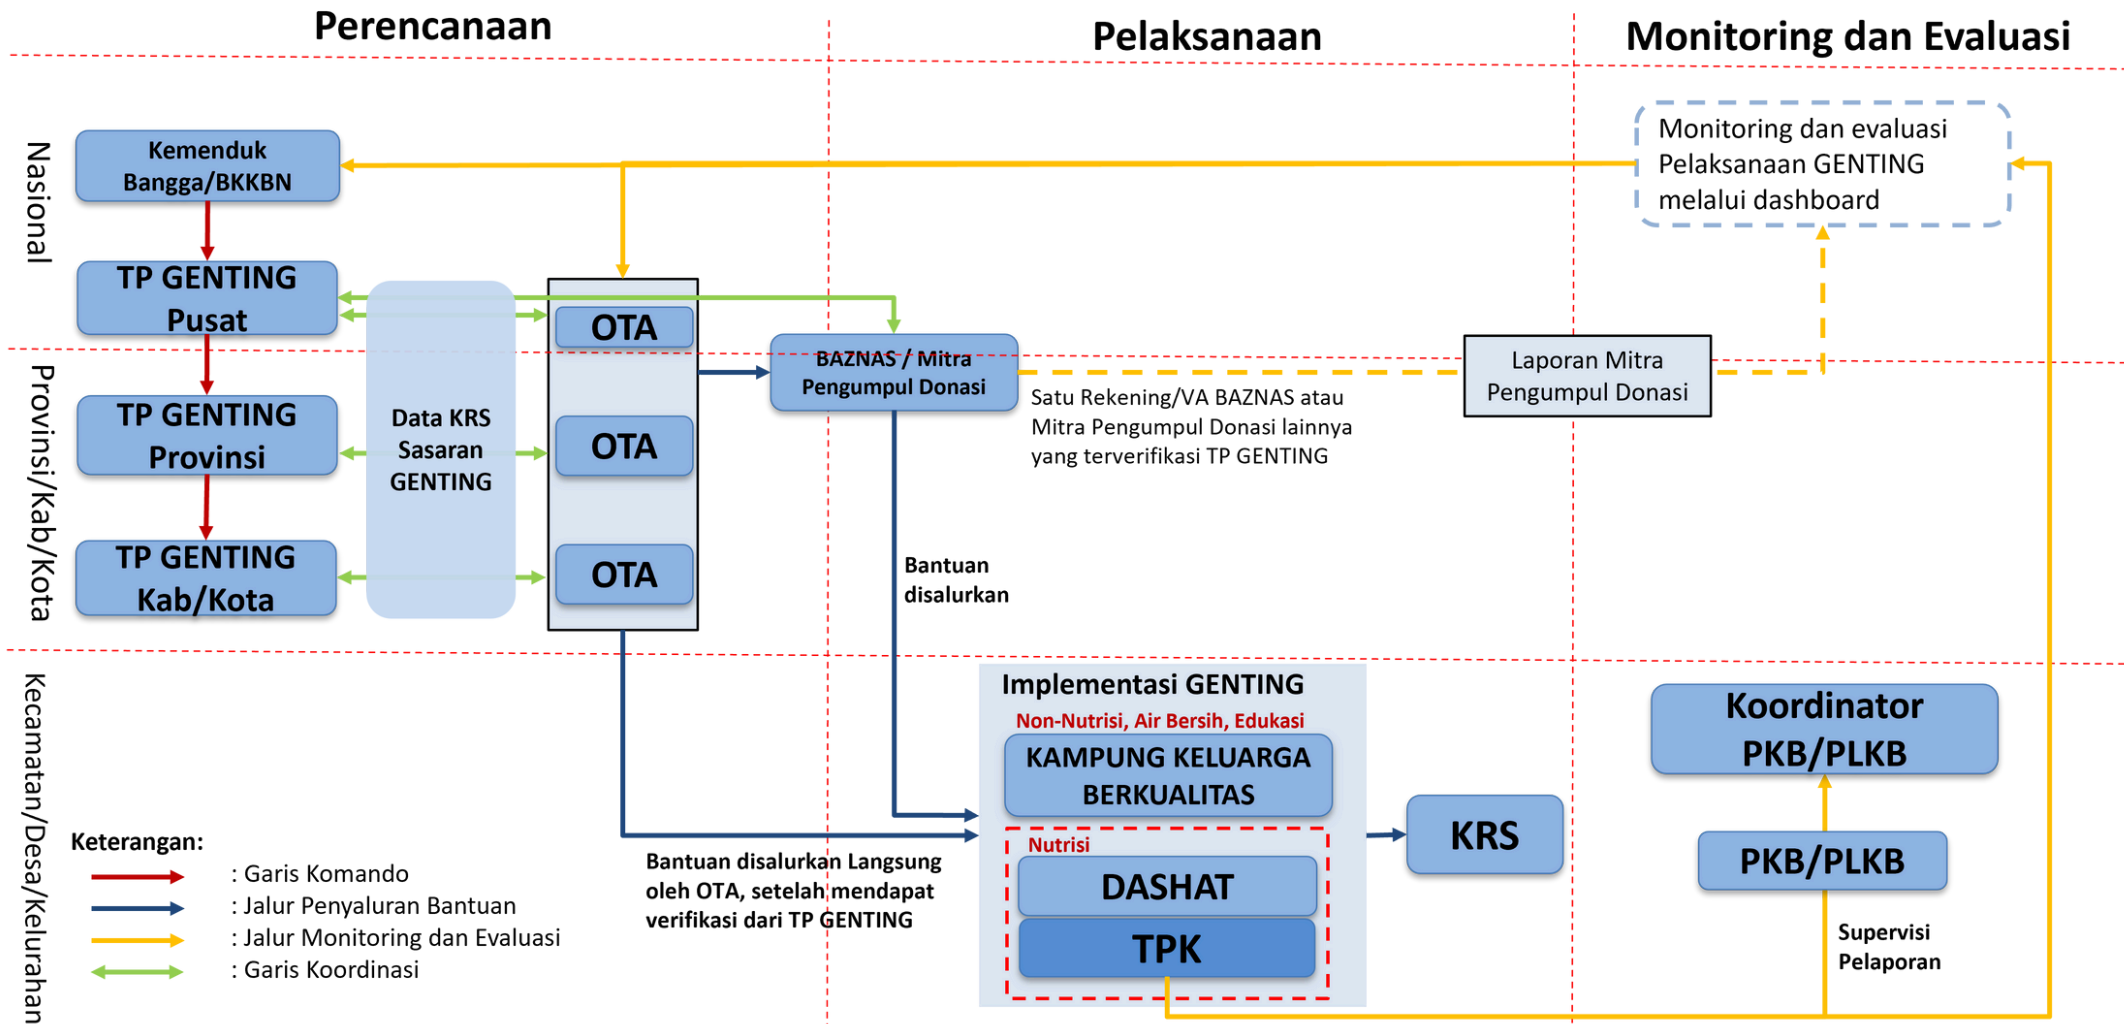 Perencanaan
Pelaksanaan
Monitoring dan Evaluasi
Nasional
Kemenduk
Bangga/BKKBN
TP GENTING
Pusat
Monitoring dan evaluasi
Pelaksanaan GENTING
melalui dashboard
Provinsi/Kab/Kota
TP GENTING
Provinsi
TP GENTING
Kab/Kota
Data KRS
Sasaran
GENTING
OTA
OTA
OTA
BAZNAS / Mitra
Pengumpul Donasi
Satu Rekening/VA BAZNAS atau
Mitra Pengumpul Donasi lainnya
yang terverifikasi TP GENTING
Laporan Mitra
Pengumpul Donasi
Bantuan
disalurkan
Kecamatan/Desa/Kelurahan
Keterangan:
: Garis Komando
: Jalur Penyaluran Bantuan
: Jalur Monitoring dan Evaluasi
: Garis Koordinasi
Bantuan disalurkan Langsung
oleh OTA, setelah mendapat
verifikasi dari TP GENTING
Implementasi GENTING
Non-Nutrisi, Air Bersih, Edukasi
KAMPUNG KELUARGA
BERKUALITAS
Nutrisi
DASHAT
TPK
KRS
Koordinator
PKB/PLKB
PKB/PLKB
Supervisi
Pelaporan